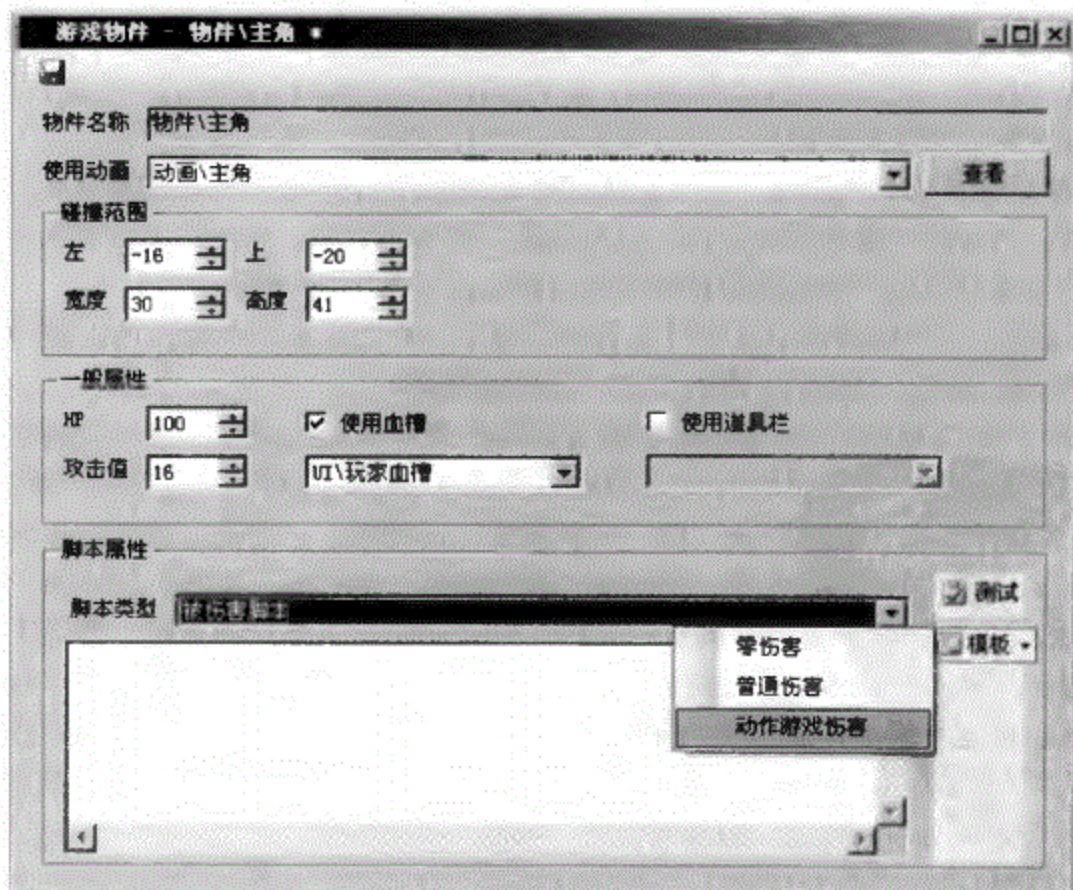 游戏物件 - 物件\主角 *
物件名称 物件\主角
使用动画 动画\主角 查看
碰撞范围
左 -16 上 -20
宽度 30 高度 41
一般属性
HP 100 使用血槽 使用道具栏
攻击值 16 UI\玩家血槽
脚本属性
脚本类型 测试
模板
零伤害
普通伤害
动作游戏伤害